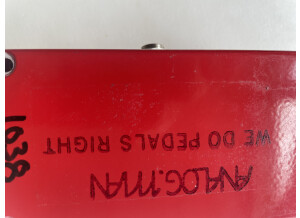 ANALOG.MAN
WE DO PEDALS RIGHT
1038